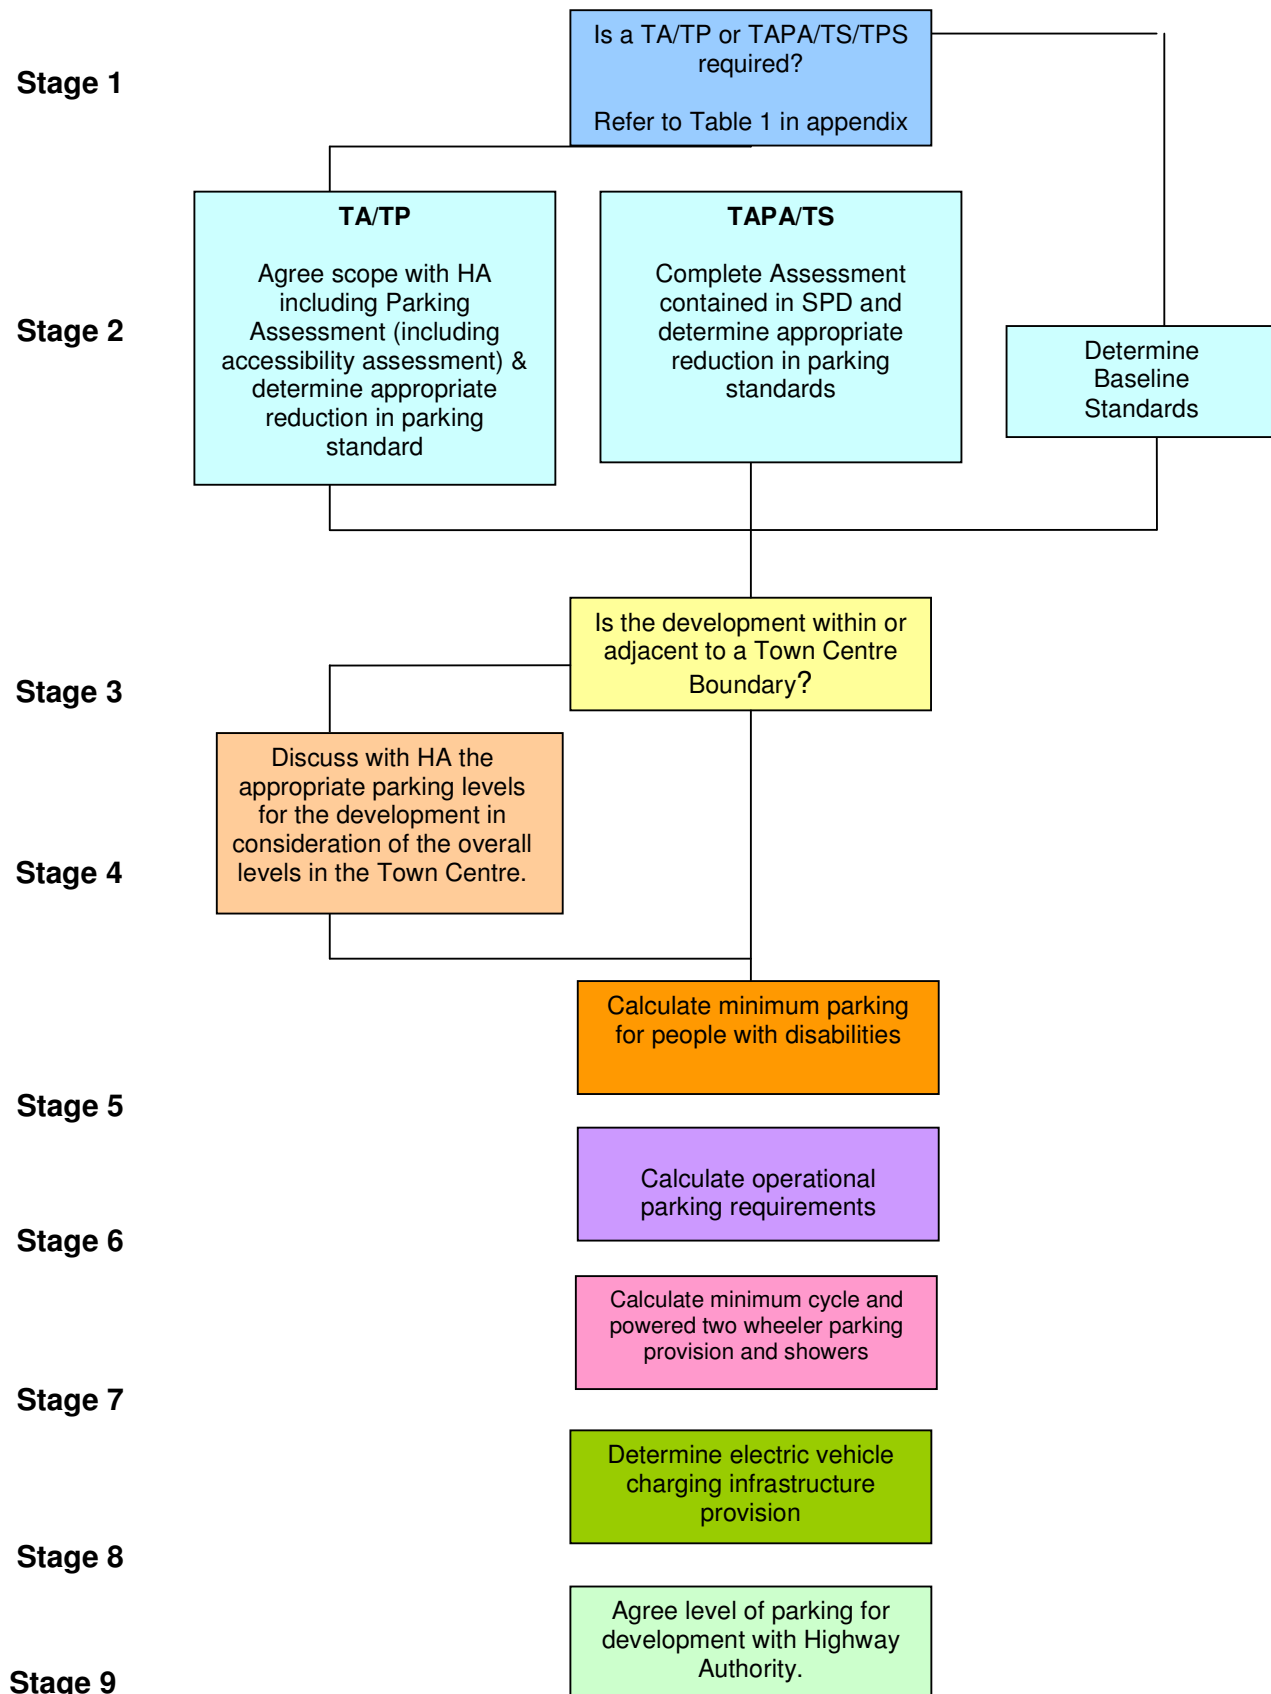 Is a TA/TP or TAPA/TS/TPS
required?
Refer to Table 1 in appendix
Stage 1
TA/TP
Agree scope with HA
including Parking
Assessment (including
accessibility assessment) &
determine appropriate
reduction in parking
standard
TAPA/TS
Complete Assessment
contained in SPD and
determine appropriate
reduction in parking
standards
Stage 2
Determine
Baseline
Standards
Is the development within or
adjacent to a Town Centre
Boundary?
Stage 3
Discuss with HA the
appropriate parking levels
for the development in
consideration of the overall
levels in the Town Centre.
Stage 4
Calculate minimum parking
for people with disabilities
Stage 5
Calculate operational
parking requirements
Stage 6
Calculate minimum cycle and
powered two wheeler parking
provision and showers
Stage 7
Determine electric vehicle
charging infrastructure
provision
Stage 8
Agree level of parking for
development with Highway
Authority.
Stage 9